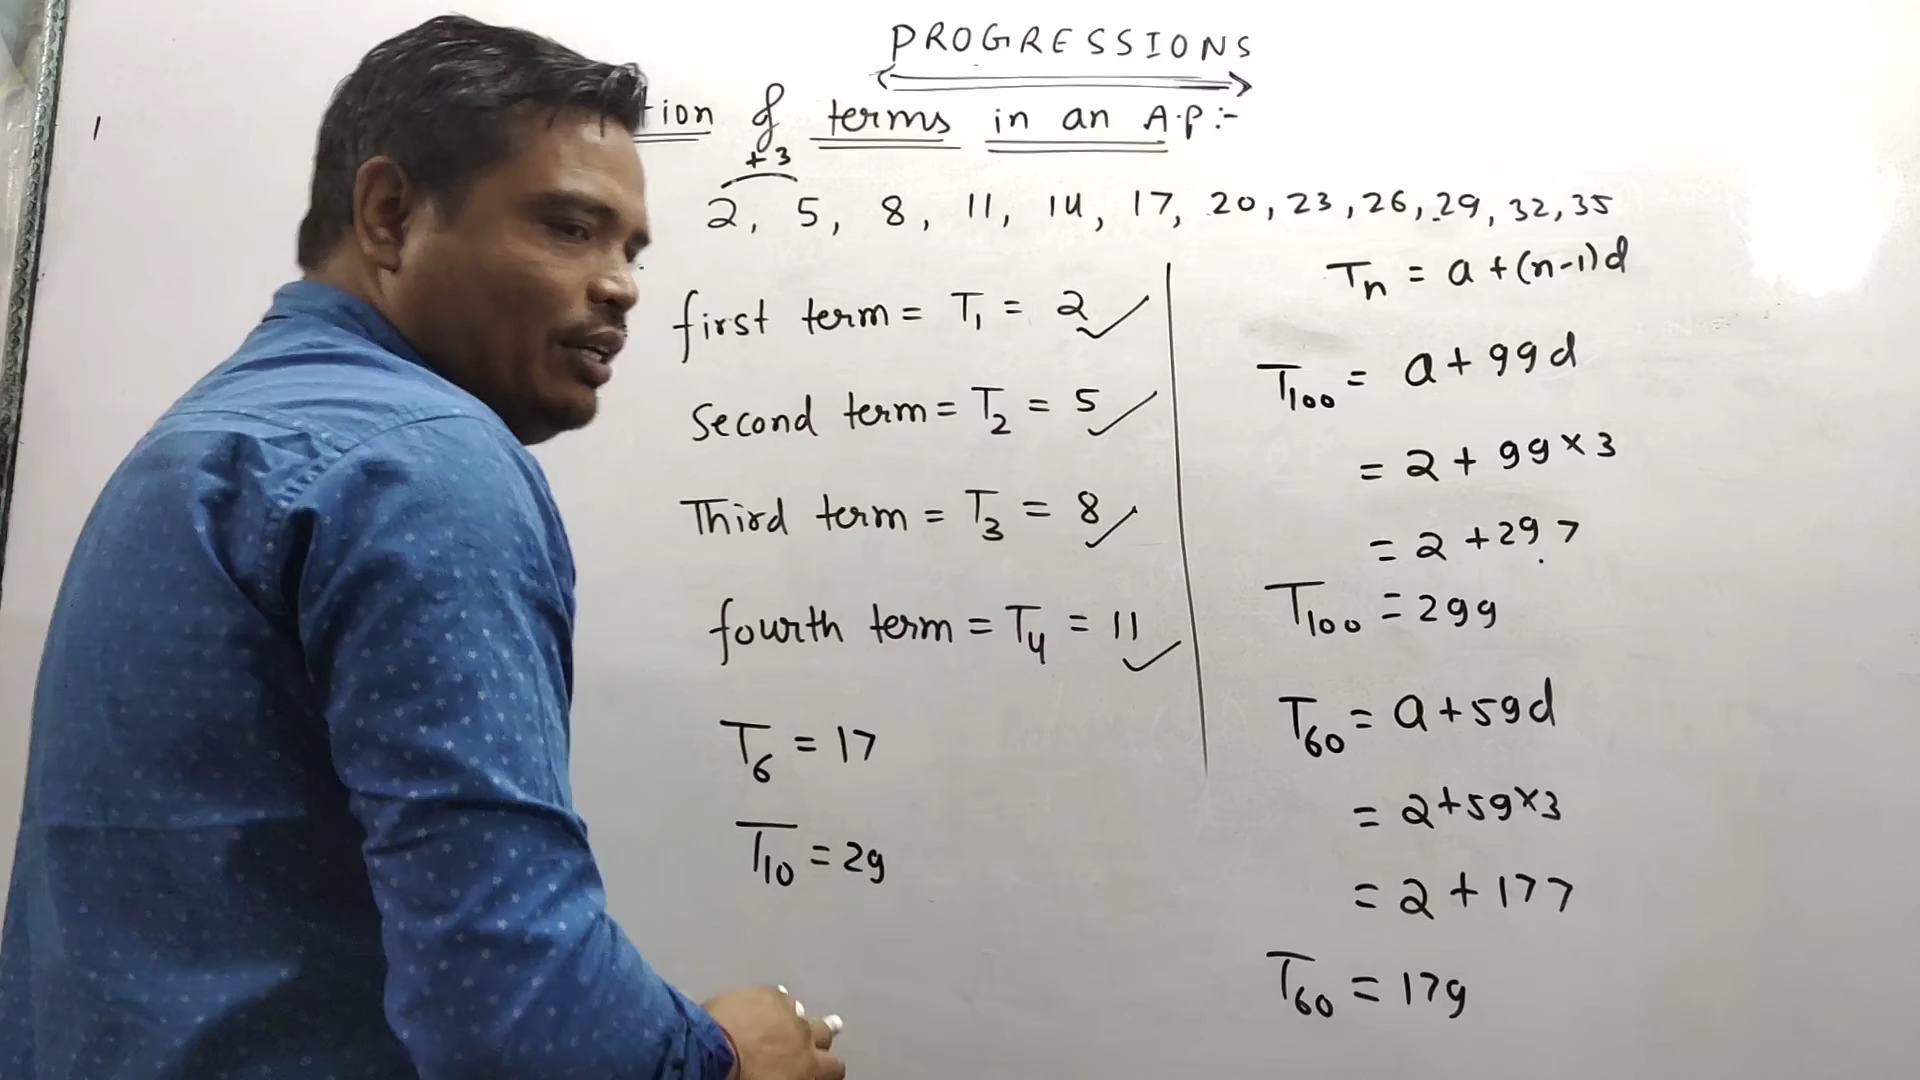 PROGRESSIONS
tion of terms in an A.P:-
+3
2, 5, 8, 11, 14, 17, 20, 23, 26, 29, 32, 35
first term = T1 = 2
Second term = T2 = 5
Third term = T3 = 8
fourth term = T4 = 11
T6 = 17
T10 = 29
Tn = a + (n-1)d
T100 = a + 99d
= 2 + 99×3
= 2 + 297
T100 = 299
T60 = a + 59d
= 2 + 59×3
= 2 + 177
T60 = 179